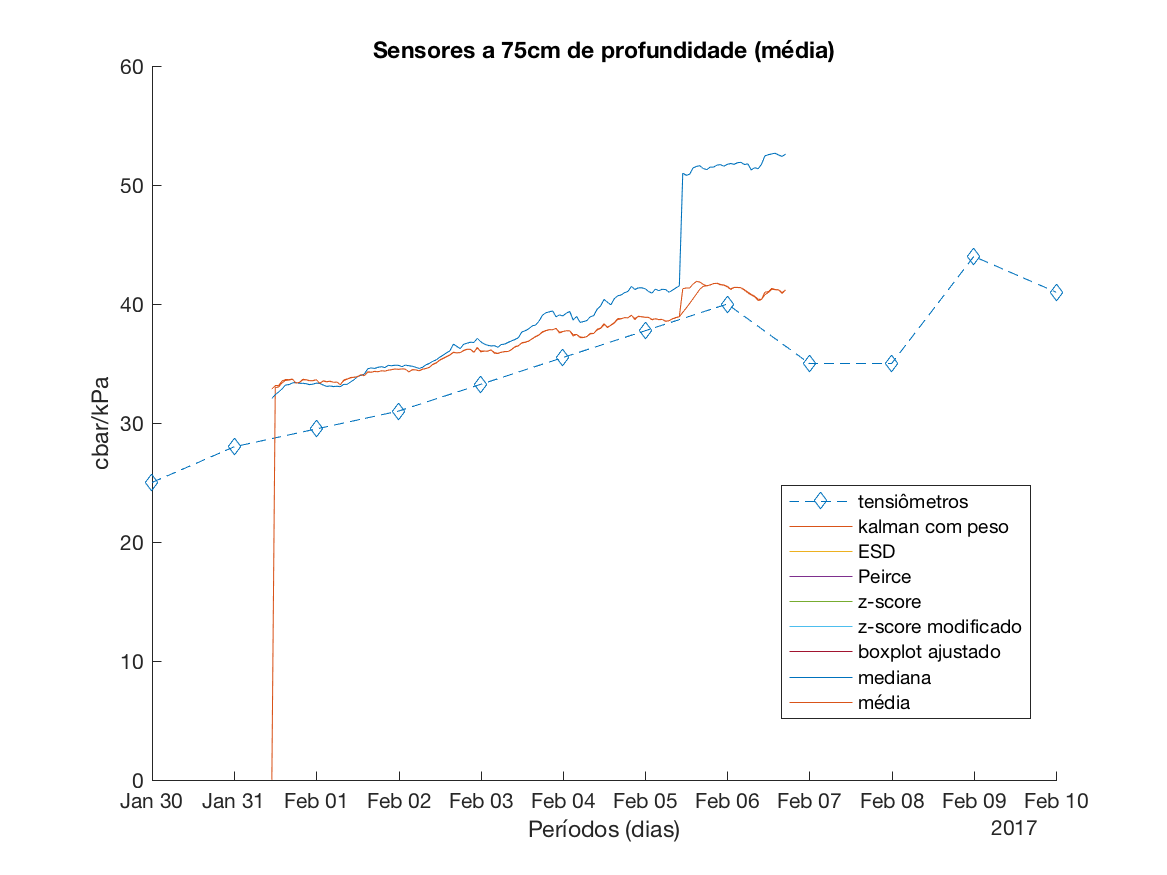 Sensores a 75cm de profundidade (média)
60
50
40
30
20
10
0
cbar/kPa
tensiômetros
kalman com peso
ESD
Peirce
z-score
z-score modificado
boxplot ajustado
mediana
média
Jan 30 Jan 31 Feb 01 Feb 02 Feb 03 Feb 04 Feb 05 Feb 06 Feb 07 Feb 08 Feb 09 Feb 10
Períodos (dias)
2017